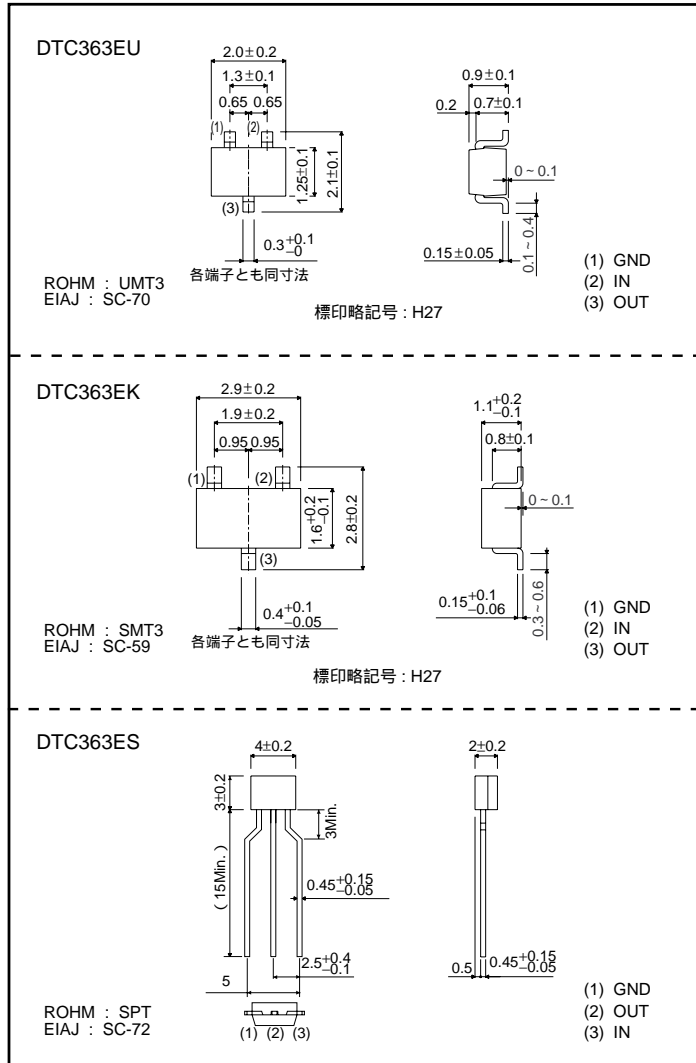 DTC363EU
2.0±0.2
1.3±0.1
0.65 0.65
(1) (2)
1.25±0.1
2.1±0.1
(3)
0.3 +0.1 −0
各端子とも同寸法
0.9±0.1
0.2 0.7±0.1
0 ~ 0.1
0.15±0.05
0.1 ~ 0.4
ROHM : UMT3
EIAJ : SC-70
標印略記号 : H27
(1) GND
(2) IN
(3) OUT
DTC363EK
2.9±0.2
1.9±0.2
0.95 0.95
(1) (2)
1.6 +0.2 −0.1
2.8±0.2
(3)
0.4 +0.1 −0.05
各端子とも同寸法
1.1 +0.2 −0.1
0.8±0.1
0 ~ 0.1
0.15 +0.1 −0.06
0.3 ~ 0.6
ROHM : SMT3
EIAJ : SC-59
標印略記号 : H27
(1) GND
(2) IN
(3) OUT
DTC363ES
4±0.2
3±0.2
3Min.
(15Min.)
0.45 +0.15 −0.05
2.5 +0.4 −0.1
5
(1) (2) (3)
2±0.2
0.5
0.45 +0.15 −0.05
ROHM : SPT
EIAJ : SC-72
(1) GND
(2) OUT
(3) IN